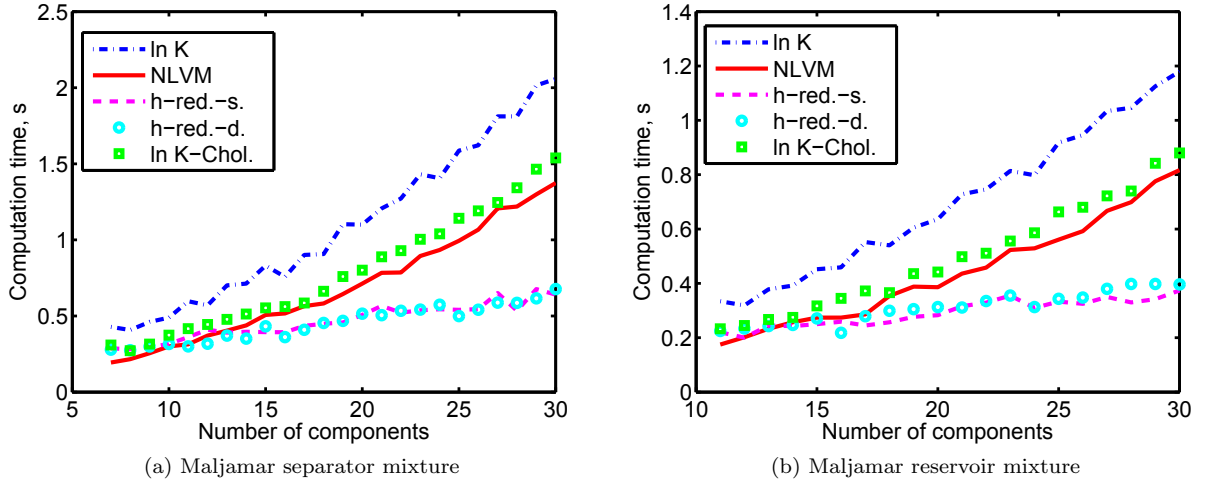 2.5
2
1.5
1
0.5
0
5
10
15
20
25
30
Computation time, s
Number of components
ln K
NLVM
h−red.−s.
h−red.−d.
ln K−Chol.
(a) Maljamar separator mixture
1.4
1.2
1
0.8
0.6
0.4
0.2
0
10
15
20
25
30
Computation time, s
Number of components
ln K
NLVM
h−red.−s.
h−red.−d.
ln K−Chol.
(b) Maljamar reservoir mixture